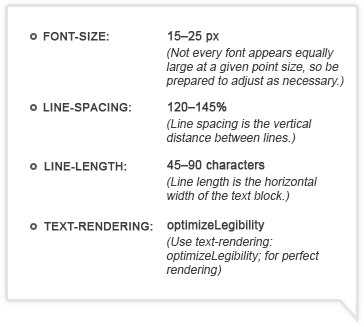 FONT-SIZE: 15–25 px
(Not every font appears equally
large at a given point size, so be
prepared to adjust as necessary.)
LINE-SPACING: 120–145%
(Line spacing is the vertical
distance between lines.)
LINE-LENGTH: 45–90 characters
(Line length is the horizontal
width of the text block.)
TEXT-RENDERING: optimizeLegibility
(Use text-rendering:
optimizeLegibility; for perfect
rendering)